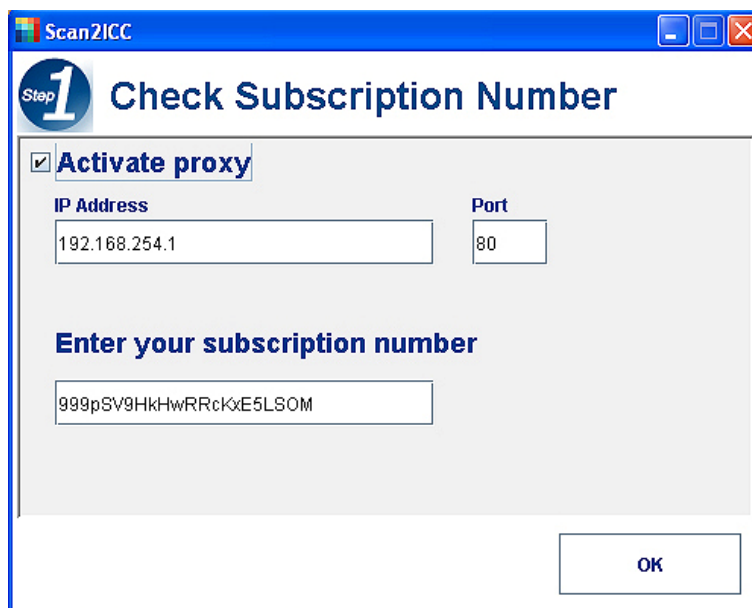 Scan2ICC
Step 1 Check Subscription Number
Activate proxy
IP Address Port
192.168.254.1 80
Enter your subscription number
999pSV9HkHwRRcKxE5LSOM
OK